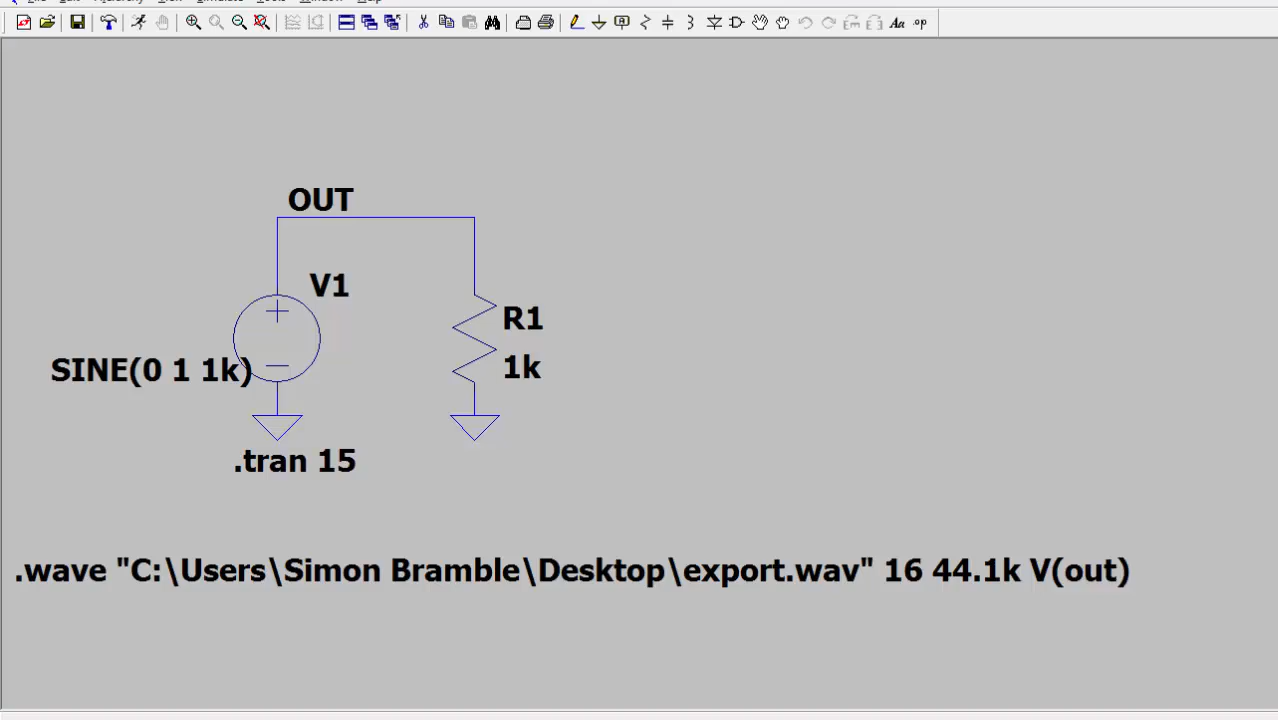 OUT
V1
R1
SINE(0 1 1k)
1k
.tran 15
.wave "C:\Users\Simon Bramble\Desktop\export.wav" 16 44.1k V(out)